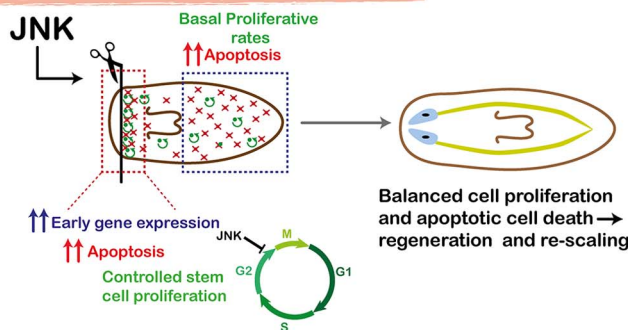 JNK
Basal Proliferative
rates
↑↑Apoptosis
↑↑ Early gene expression
↑↑ Apoptosis
Controlled stem
cell proliferation
JNK
M
G1
S
G2
Balanced cell proliferation
and apoptotic cell death →
regeneration and re-scaling